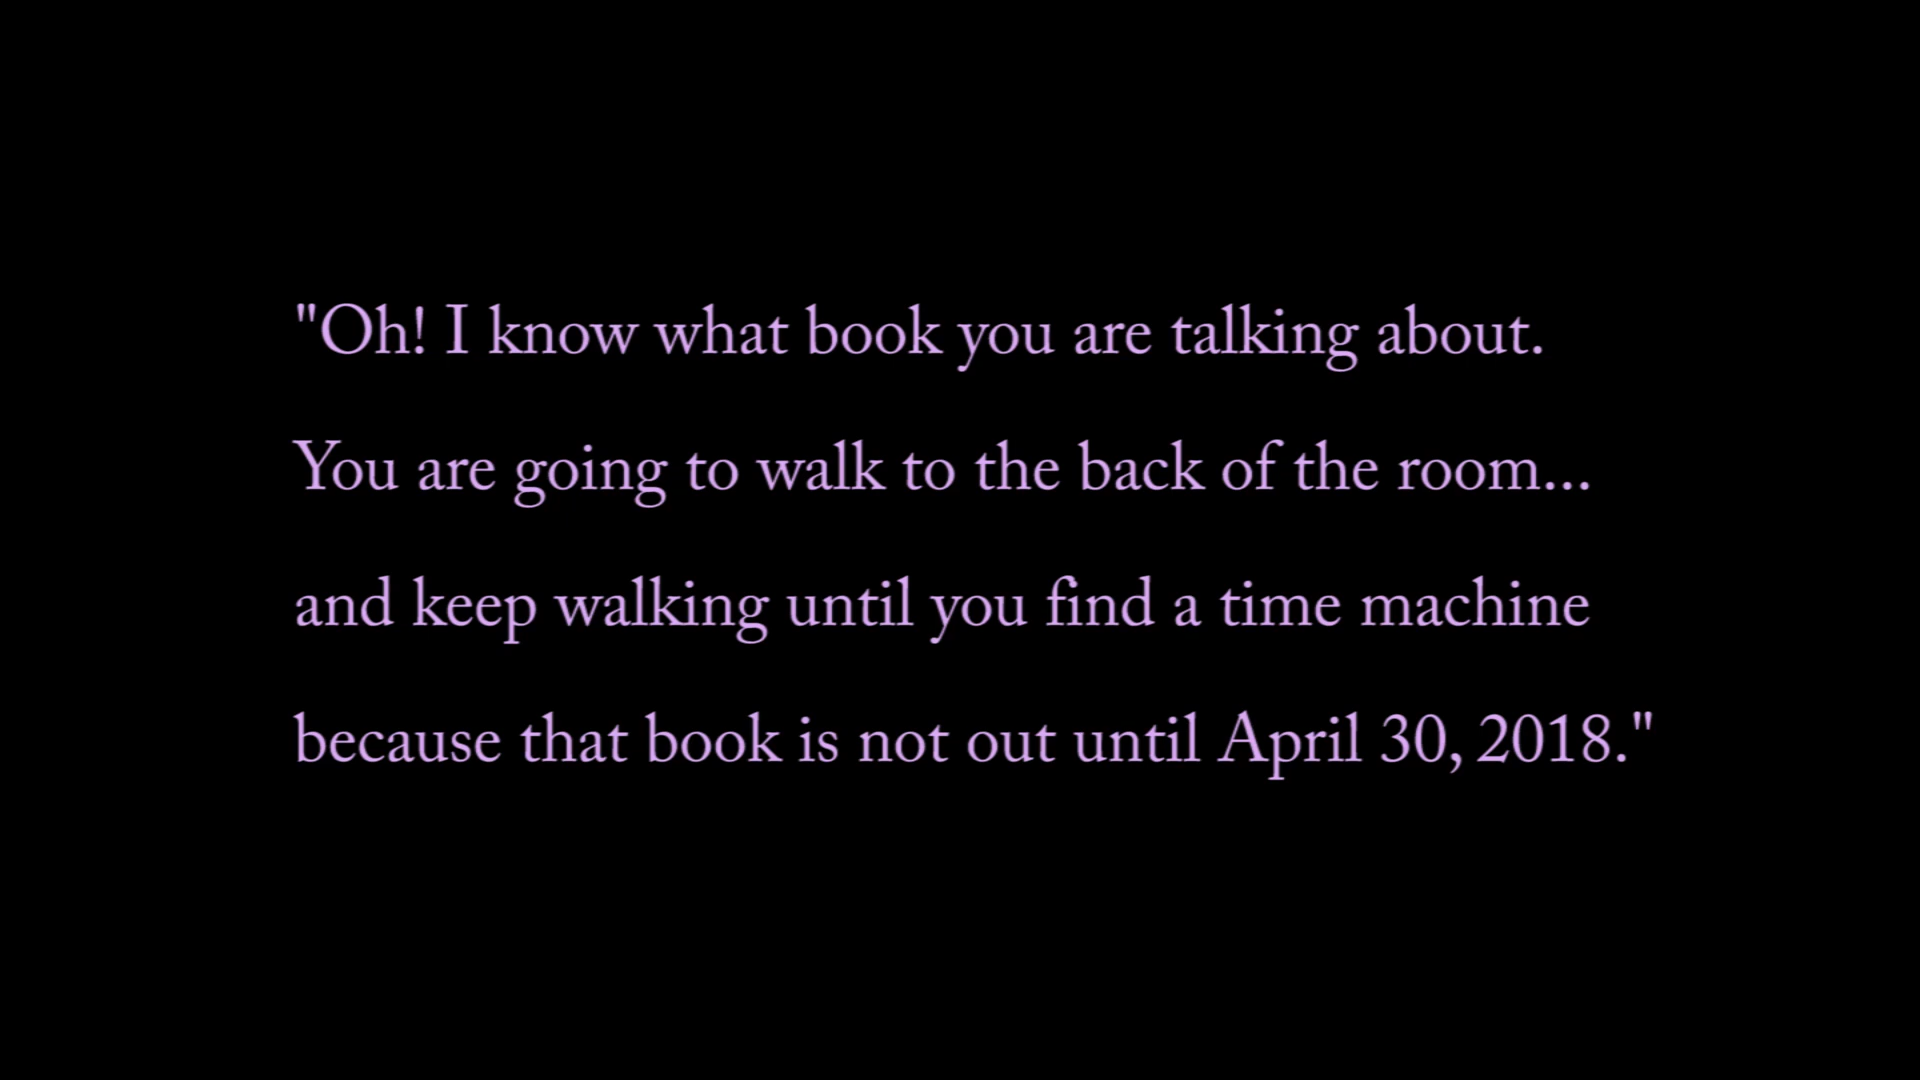 "Oh! I know what book you are talking about.
You are going to walk to the back of the room...
and keep walking until you find a time machine
because that book is not out until April 30, 2018."